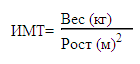 ИМТ= Вес (кг)
Рост (м)²